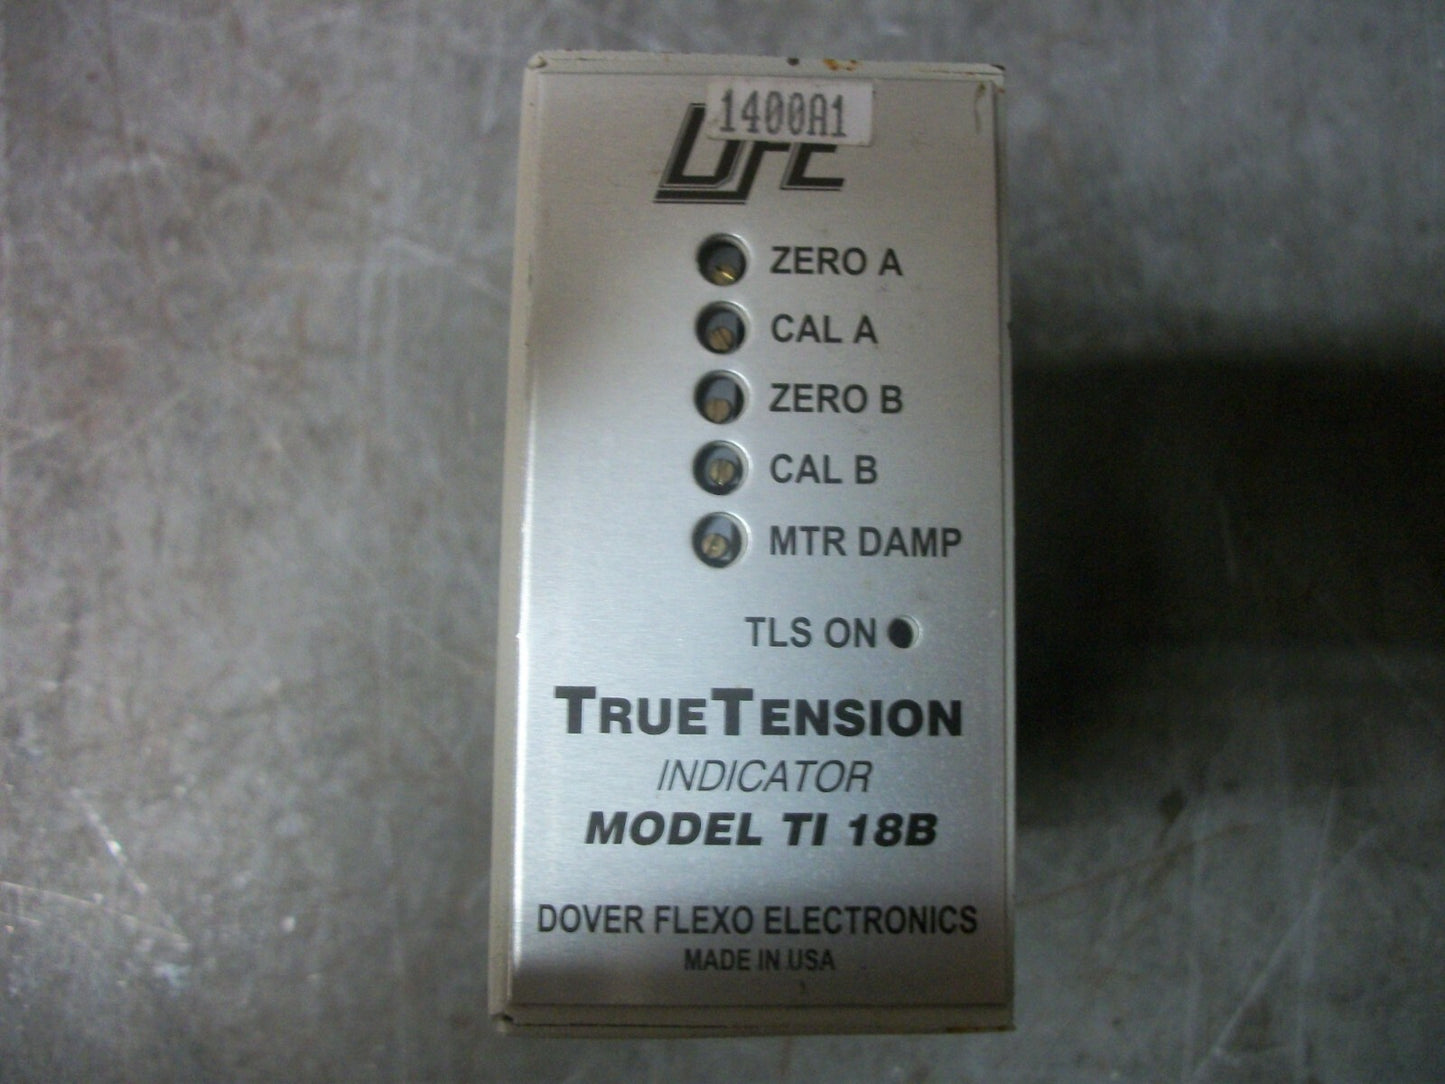 1400A1
ZERO A
CAL A
ZERO B
CAL B
MTR DAMP
TLS ON
TRUETENSION
INDICATOR
MODEL TI 18B
DOVER FLEXO ELECTRONICS
MADE IN USA